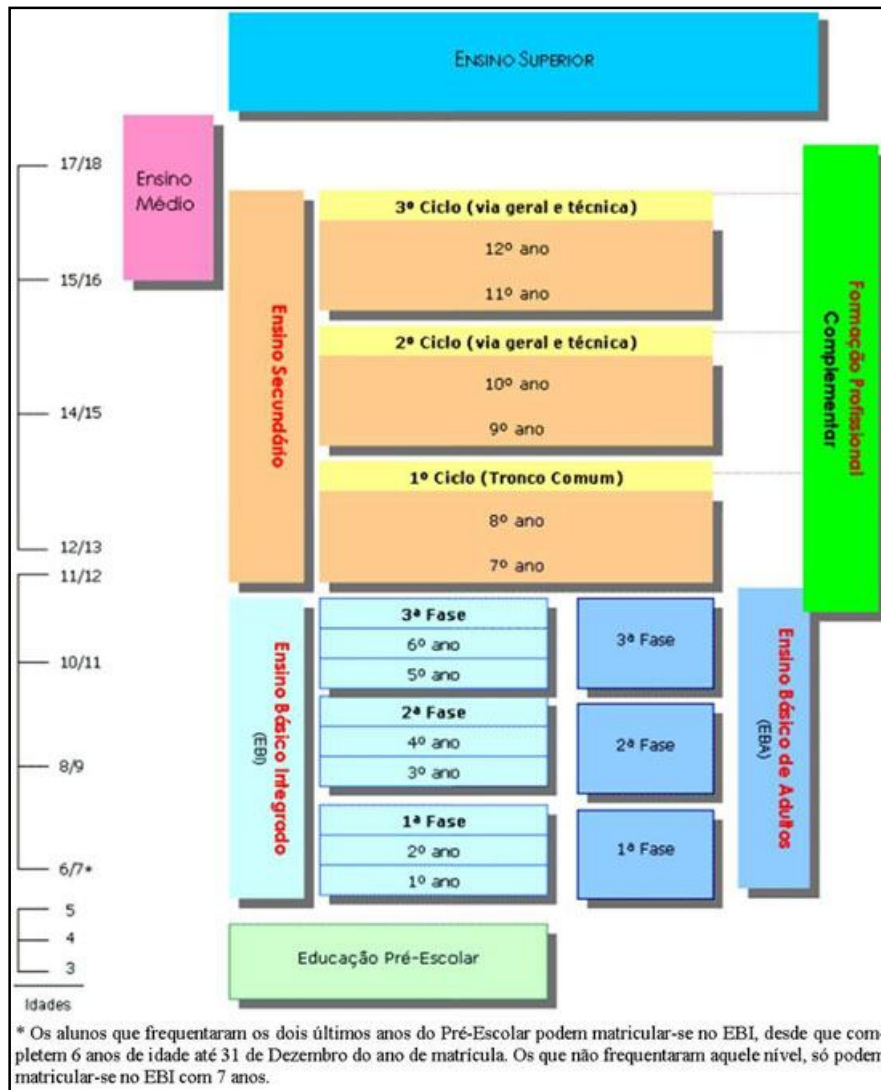 ENSINO SUPERIOR
17/18
Ensino
Médio
3º Ciclo (via geral e técnica)
12º ano
15/16
11º ano
Ensino Secundário
2º Ciclo (via geral e técnica)
10º ano
14/15
9º ano
1º Ciclo (Tronco Comum)
8º ano
12/13
7º ano
11/12
Formação Profissional
Complementar
Ensino Básico Integrado
(EBI)
3ª Fase
6º ano
5º ano
3ª Fase
10/11
2ª Fase
4º ano
3º ano
2ª Fase
8/9
1ª Fase
2º ano
1º ano
1ª Fase
6/7*
Ensino Básico de Adultos
(EBA)
5
4
3
Educação Pré-Escolar
Idades
* Os alunos que frequentaram os dois últimos anos do Pré-Escolar podem matricular-se no EBI, desde que com-
pletem 6 anos de idade até 31 de Dezembro do ano de matrícula. Os que não frequentaram aquele nível, só podem
matricular-se no EBI com 7 anos.